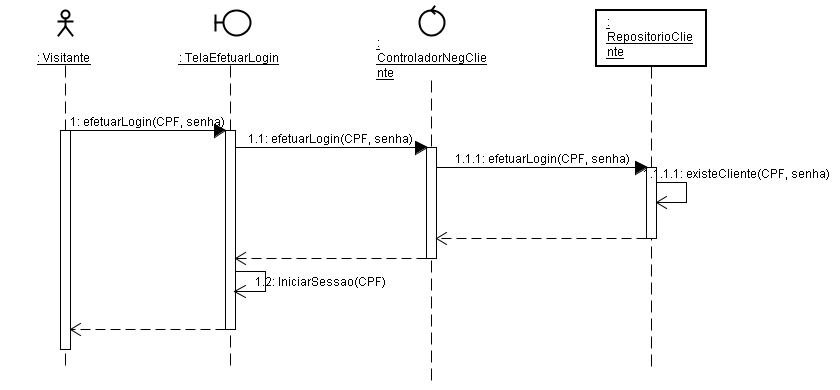 : Visitante
: TelaEfetuarLogin
:
ControladorNegClie
nte
:
RepositorioClie
nte
1: efetuarLogin(CPF, senha)
1.1: efetuarLogin(CPF, senha)
1.1.1: efetuarLogin(CPF, senha)
.1.1.1: existeCliente(CPF, senha)
1.2: IniciarSessao(CPF)